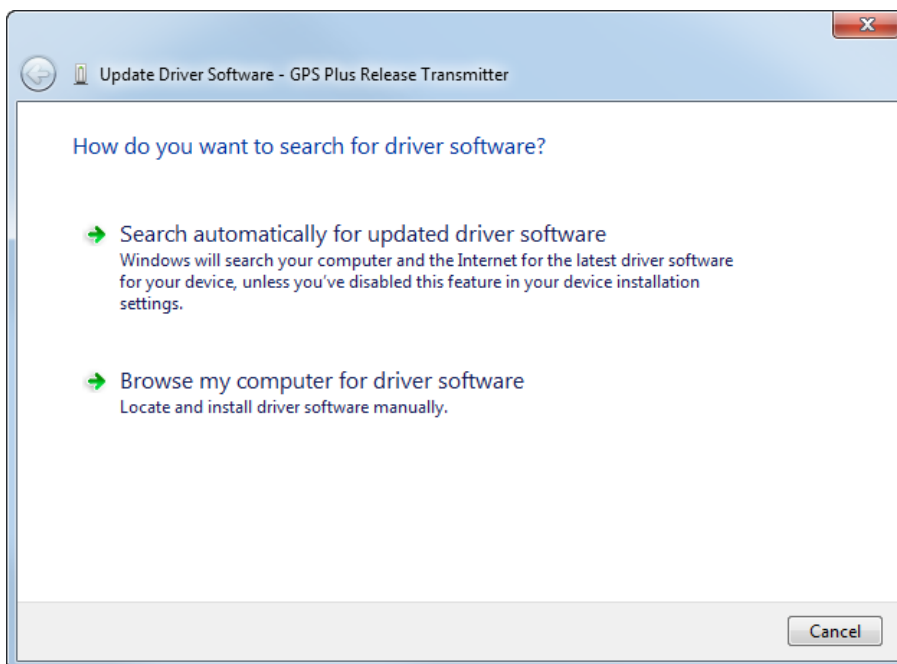 Update Driver Software - GPS Plus Release Transmitter
How do you want to search for driver software?
Search automatically for updated driver software
Windows will search your computer and the Internet for the latest driver software
for your device, unless you've disabled this feature in your device installation
settings.
Browse my computer for driver software
Locate and install driver software manually.
Cancel